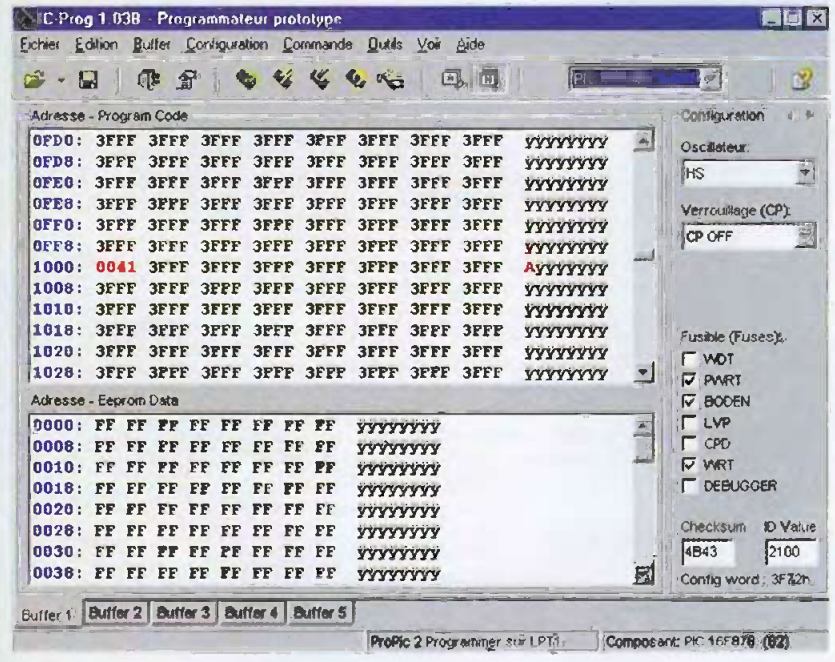 IC-Prog 1.03B - Programmateur prototype
Fichier Edition Buffer Configuration Commande Outils Voir Aide
Adresse - Program Code
0FD0: 3FFF 3FFF 3FFF 3FFF 3FFF 3FFF 3FFF 3FFF ÿÿÿÿÿÿÿÿ
0FD8: 3FFF 3FFF 3FFF 3FFF 3FFF 3FFF 3FFF 3FFF ÿÿÿÿÿÿÿÿ
0FE0: 3FFF 3FFF 3FFF 3FFF 3FFF 3FFF 3FFF 3FFF ÿÿÿÿÿÿÿÿ
0FE8: 3FFF 3FFF 3FFF 3FFF 3FFF 3FFF 3FFF 3FFF ÿÿÿÿÿÿÿÿ
0FF0: 3FFF 3FFF 3FFF 3FFF 3FFF 3FFF 3FFF 3FFF ÿÿÿÿÿÿÿÿ
0FF8: 3FFF 3FFF 3FFF 3FFF 3FFF 3FFF 3FFF 3FFF ÿÿÿÿÿÿÿÿ
1000: 0041 3FFF 3FFF 3FFF 3FFF 3FFF 3FFF 3FFF Aÿÿÿÿÿÿÿ
1008: 3FFF 3FFF 3FFF 3FFF 3FFF 3FFF 3FFF 3FFF ÿÿÿÿÿÿÿÿ
1010: 3FFF 3FFF 3FFF 3FFF 3FFF 3FFF 3FFF 3FFF ÿÿÿÿÿÿÿÿ
1018: 3FFF 3FFF 3FFF 3FFF 3FFF 3FFF 3FFF 3FFF ÿÿÿÿÿÿÿÿ
1020: 3FFF 3FFF 3FFF 3FFF 3FFF 3FFF 3FFF 3FFF ÿÿÿÿÿÿÿÿ
1028: 3FFF 3FFF 3FFF 3FFF 3FFF 3FFF 3FFF 3FFF ÿÿÿÿÿÿÿÿ
Adresse - Eeprom Data
0000: FF FF FF FF FF FF FF FF ÿÿÿÿÿÿÿÿ
0008: FF FF FF FF FF FF FF FF ÿÿÿÿÿÿÿÿ
0010: FF FF FF FF FF FF FF FF ÿÿÿÿÿÿÿÿ
0018: FF FF FF FF FF FF FF FF ÿÿÿÿÿÿÿÿ
0020: FF FF FF FF FF FF FF FF ÿÿÿÿÿÿÿÿ
0028: FF FF FF FF FF FF FF FF ÿÿÿÿÿÿÿÿ
0030: FF FF FF FF FF FF FF FF ÿÿÿÿÿÿÿÿ
0038: FF FF FF FF FF FF FF FF ÿÿÿÿÿÿÿÿ
Configuration
Oscillateur:
HS
Verrouillage (CP):
CP OFF
Fusible (Fuses):
WDT
PWRT
BODEN
LVP
CPD
WRT
DEBUGGER
Checksum ID Value
4B43 2100
Config word :
Buffer 1 Buffer 2 Buffer 3 Buffer 4 Buffer 5
ProPic 2 Programmer sur LPT1 Composant: PIC 16F876 (82)